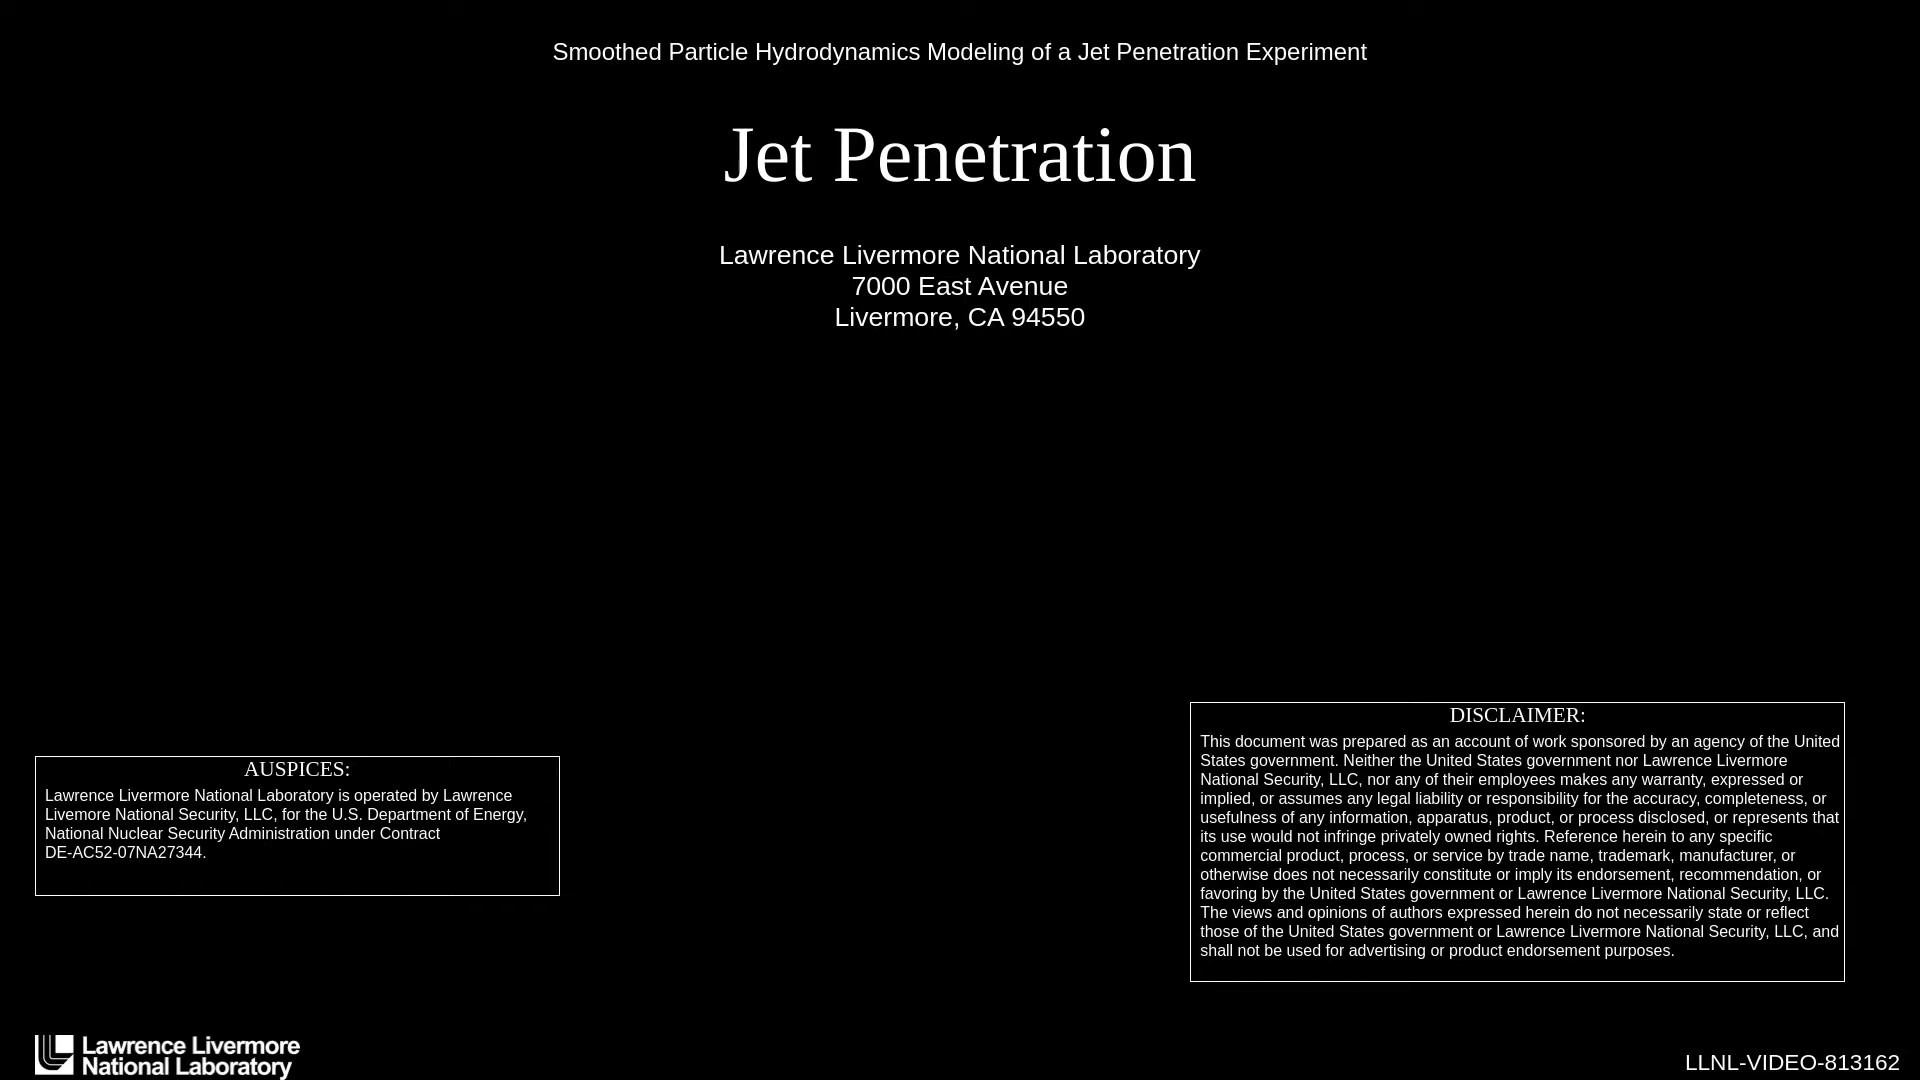 Smoothed Particle Hydrodynamics Modeling of a Jet Penetration Experiment
Jet Penetration
Lawrence Livermore National Laboratory
7000 East Avenue
Livermore, CA 94550
AUSPICES:
Lawrence Livermore National Laboratory is operated by Lawrence
Livemore National Security, LLC, for the U.S. Department of Energy,
National Nuclear Security Administration under Contract
DE-AC52-07NA27344.
DISCLAIMER:
This document was prepared as an account of work sponsored by an agency of the United
States government. Neither the United States government nor Lawrence Livermore
National Security, LLC, nor any of their employees makes any warranty, expressed or
implied, or assumes any legal liability or responsibility for the accuracy, completeness, or
usefulness of any information, apparatus, product, or process disclosed, or represents that
its use would not infringe privately owned rights. Reference herein to any specific
commercial product, process, or service by trade name, trademark, manufacturer, or
otherwise does not necessarily constitute or imply its endorsement, recommendation, or
favoring by the United States government or Lawrence Livermore National Security, LLC.
The views and opinions of authors expressed herein do not necessarily state or reflect
those of the United States government or Lawrence Livermore National Security, LLC, and
shall not be used for advertising or product endorsement purposes.
Lawrence Livermore
National Laboratory
LLNL-VIDEO-813162